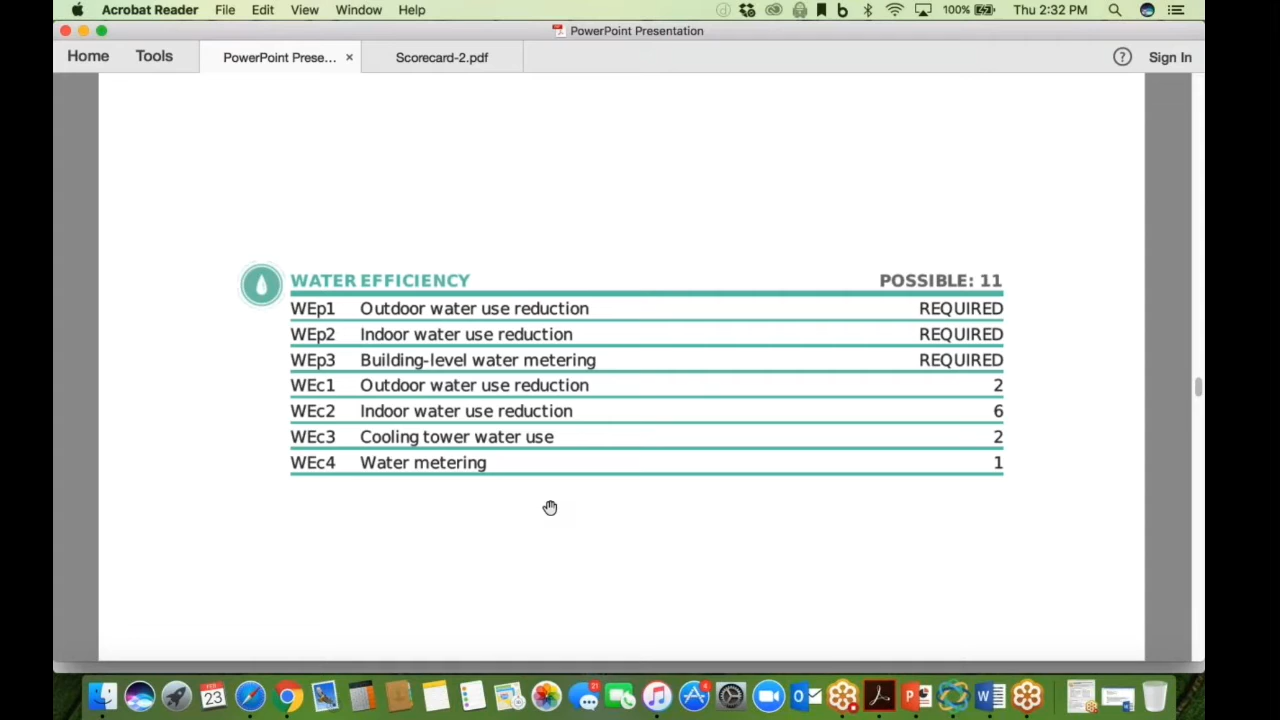 Acrobat Reader File Edit View Window Help 100% Thu 2:32 PM
PowerPoint Presentation
Home Tools PowerPoint Prese... × Scorecard-2.pdf ? Sign In
WATER EFFICIENCY POSSIBLE: 11
WEp1 Outdoor water use reduction REQUIRED
WEp2 Indoor water use reduction REQUIRED
WEp3 Building-level water metering REQUIRED
WEc1 Outdoor water use reduction 2
WEc2 Indoor water use reduction 6
WEc3 Cooling tower water use 2
WEc4 Water metering 1
FEB
23 21